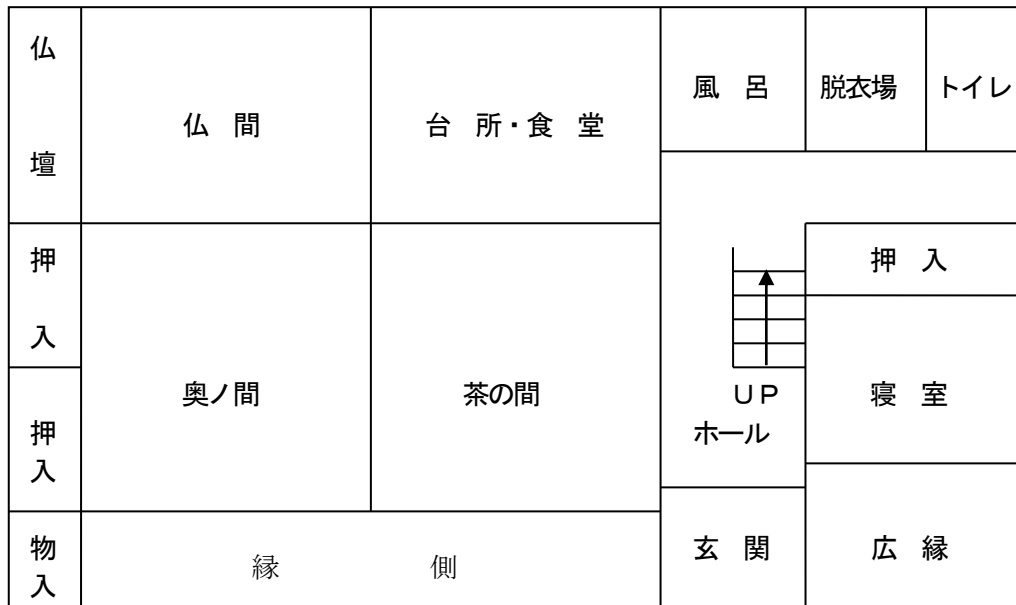 仏壇
仏間
台所・食堂
風呂
脱衣場
トイレ
押入
押入
奥ノ間
茶の間
UP
ホール
寝室
押入
物入
縁側
玄関
広縁